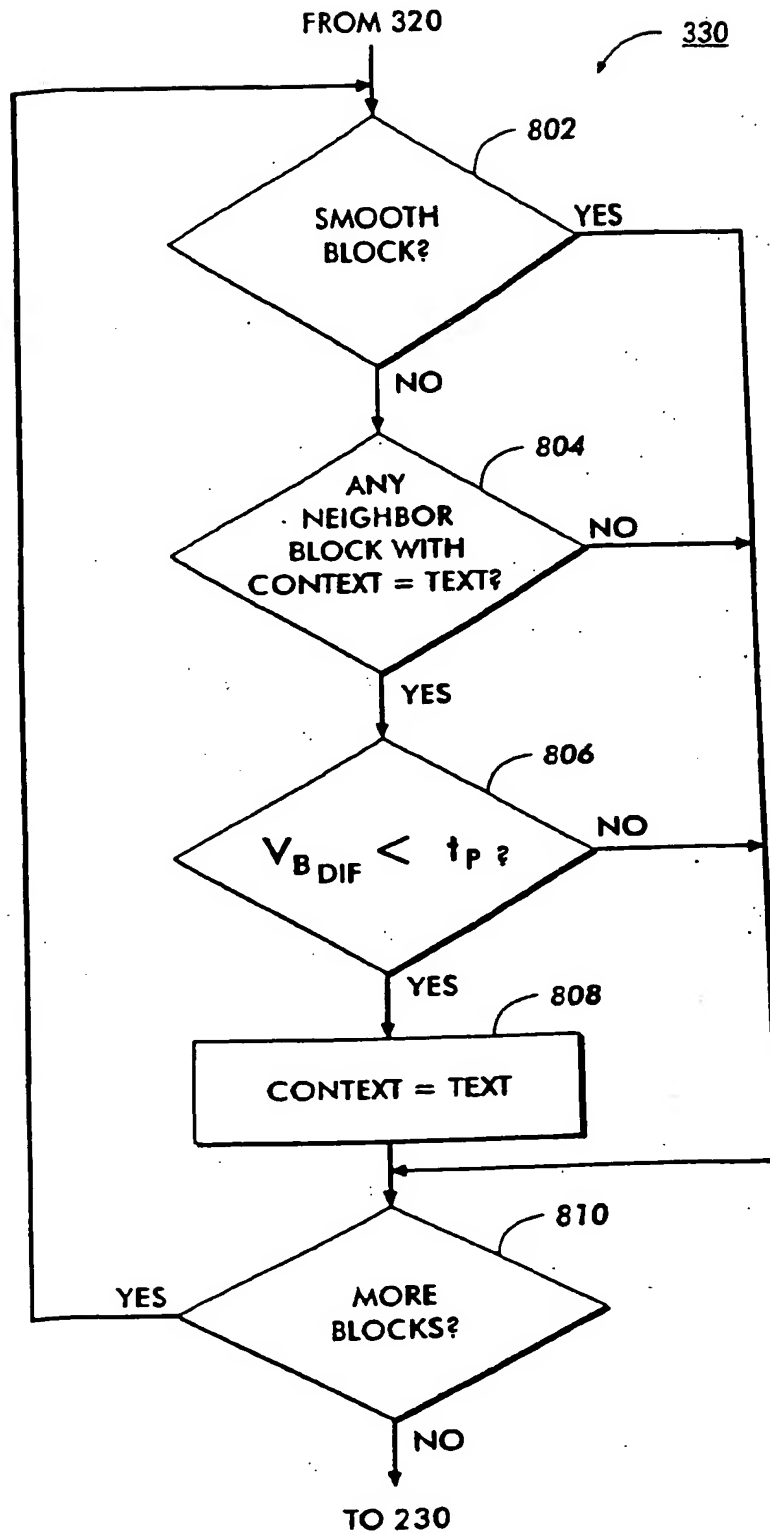 FROM 320
330
802
SMOOTH
BLOCK?
YES
NO
804
ANY
NEIGHBOR
BLOCK WITH
CONTEXT = TEXT?
NO
YES
806
V_B DIF < t_P ?
NO
YES
808
CONTEXT = TEXT
810
YES
MORE
BLOCKS?
NO
TO 230